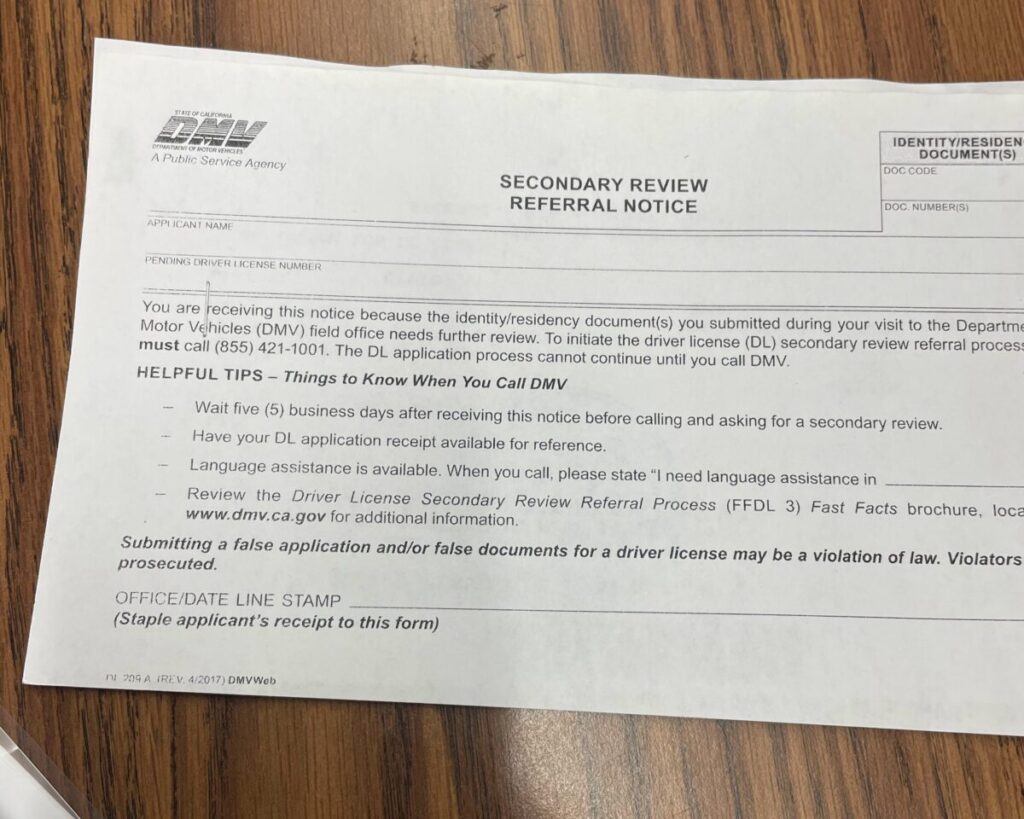 STATE OF CALIFORNIA
DMV
DEPARTMENT OF MOTOR VEHICLES
A Public Service Agency
SECONDARY REVIEW
REFERRAL NOTICE
IDENTITY/RESIDEN
DOCUMENT(S)
DOC CODE
DOC. NUMBER(S)
APPLICANT NAME
PENDING DRIVER LICENSE NUMBER
You are receiving this notice because the identity/residency document(s) you submitted during your visit to the Departme
Motor Vehicles (DMV) field office needs further review. To initiate the driver license (DL) secondary review referral process
must call (855) 421-1001. The DL application process cannot continue until you call DMV.
HELPFUL TIPS – Things to Know When You Call DMV
– Wait five (5) business days after receiving this notice before calling and asking for a secondary review.
– Have your DL application receipt available for reference.
– Language assistance is available. When you call, please state “I need language assistance in
– Review the Driver License Secondary Review Referral Process (FFDL 3) Fast Facts brochure, loca
www.dmv.ca.gov for additional information.
Submitting a false application and/or false documents for a driver license may be a violation of law. Violators
prosecuted.
OFFICE/DATE LINE STAMP
(Staple applicant's receipt to this form)
DL 209 A (REV. 4/2017) DMVWeb